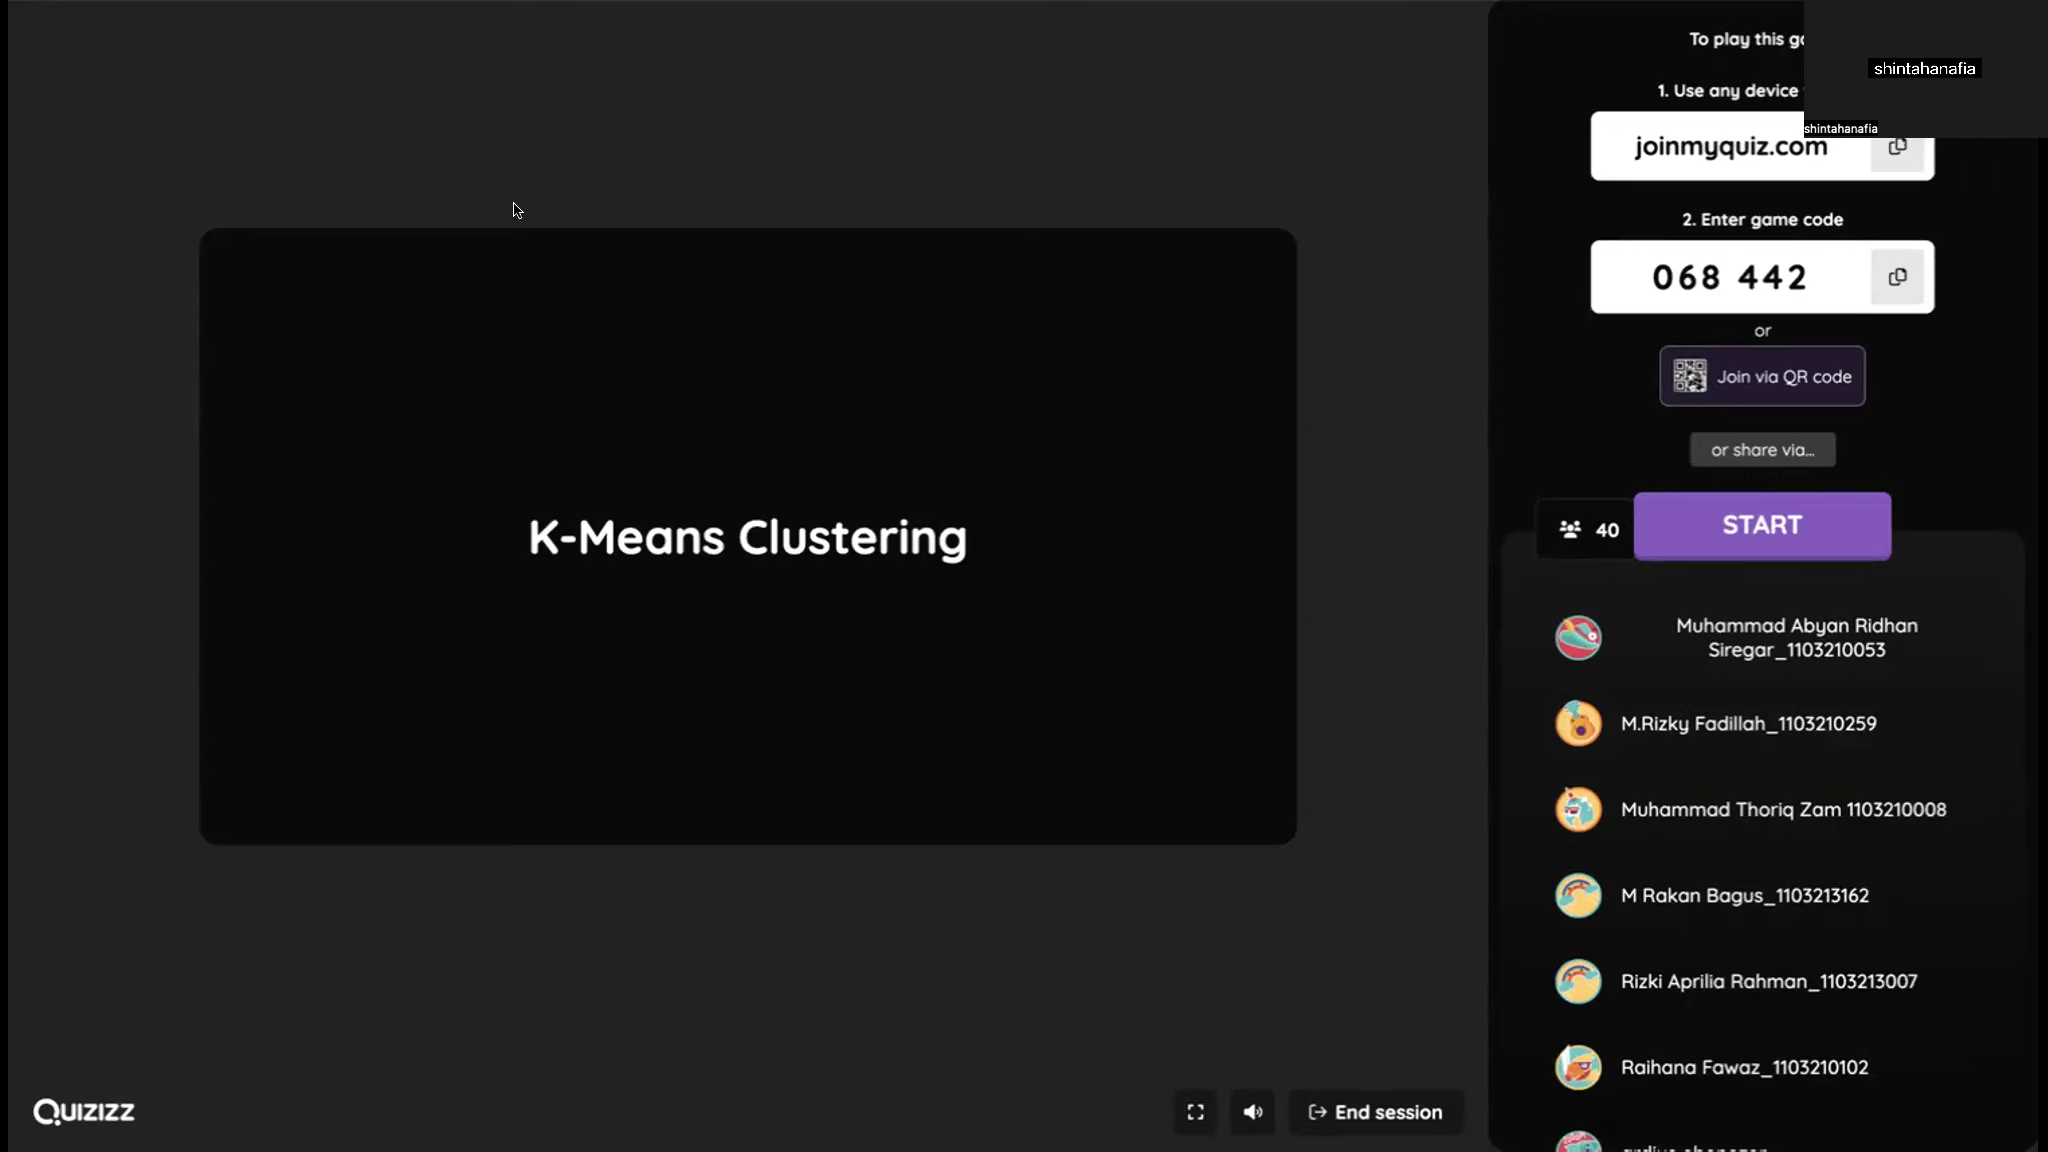 To play this
shintahanafia
1. Use any device
shintahanafia
joinmyquiz.com
2. Enter game code
068 442
or
Join via QR code
or share via...
40
START
K-Means Clustering
Muhammad Abyan Ridhan
Siregar_1103210053
M.Rizky Fadillah_1103210259
Muhammad Thoriq Zam 1103210008
M Rakan Bagus_1103213162
Rizki Aprilia Rahman_1103213007
Raihana Fawaz_1103210102
QUIZIZZ
End session